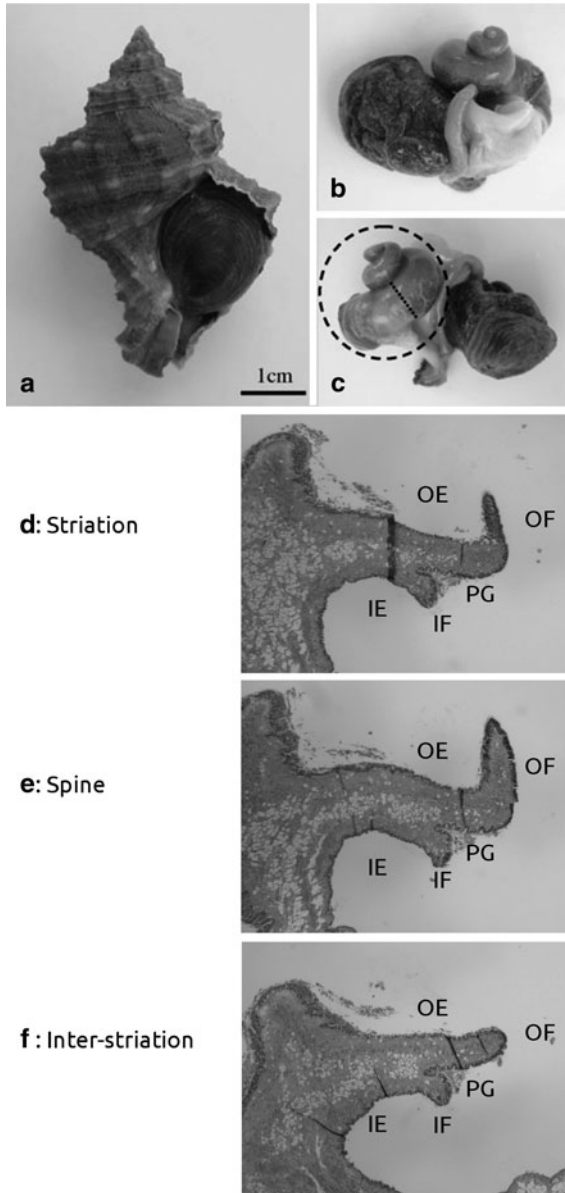 a
1cm
b
c
d: Striation
OE
OF
PG
IE
IF
e: Spine
OE
OF
PG
IE
IF
f : Inter-striation
OE
OF
PG
IE
IF